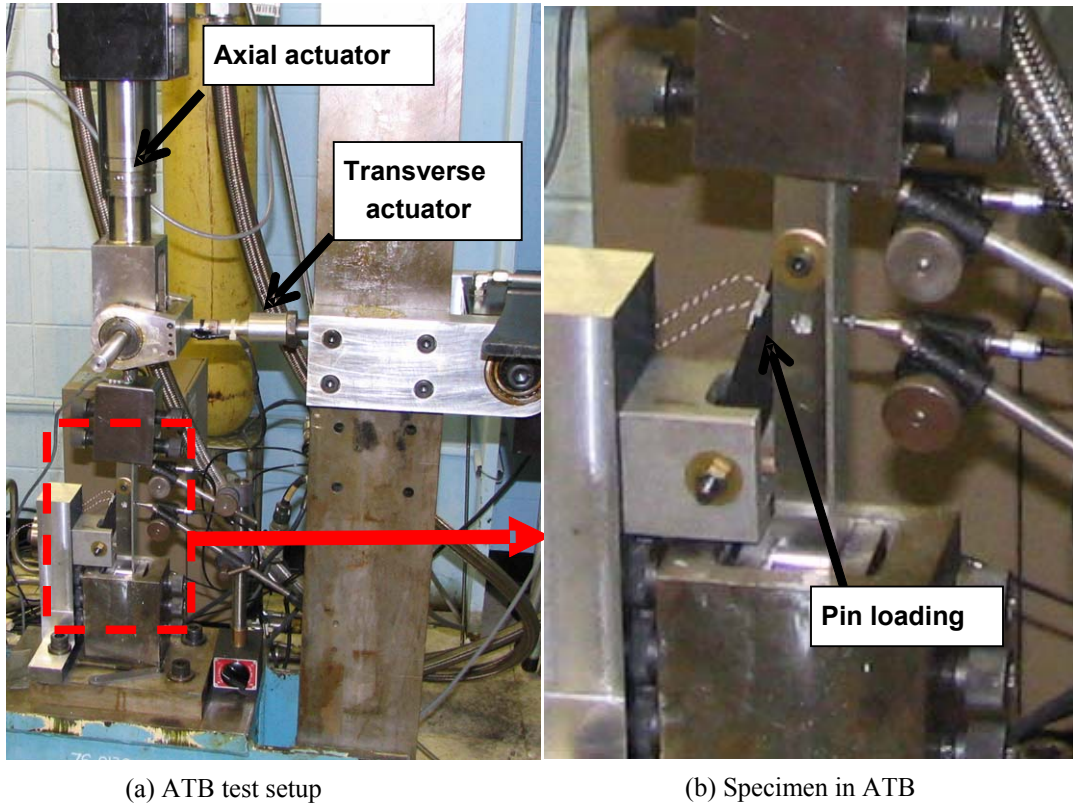 Axial actuator
Transverse
actuator
Pin loading
(a) ATB test setup
(b) Specimen in ATB